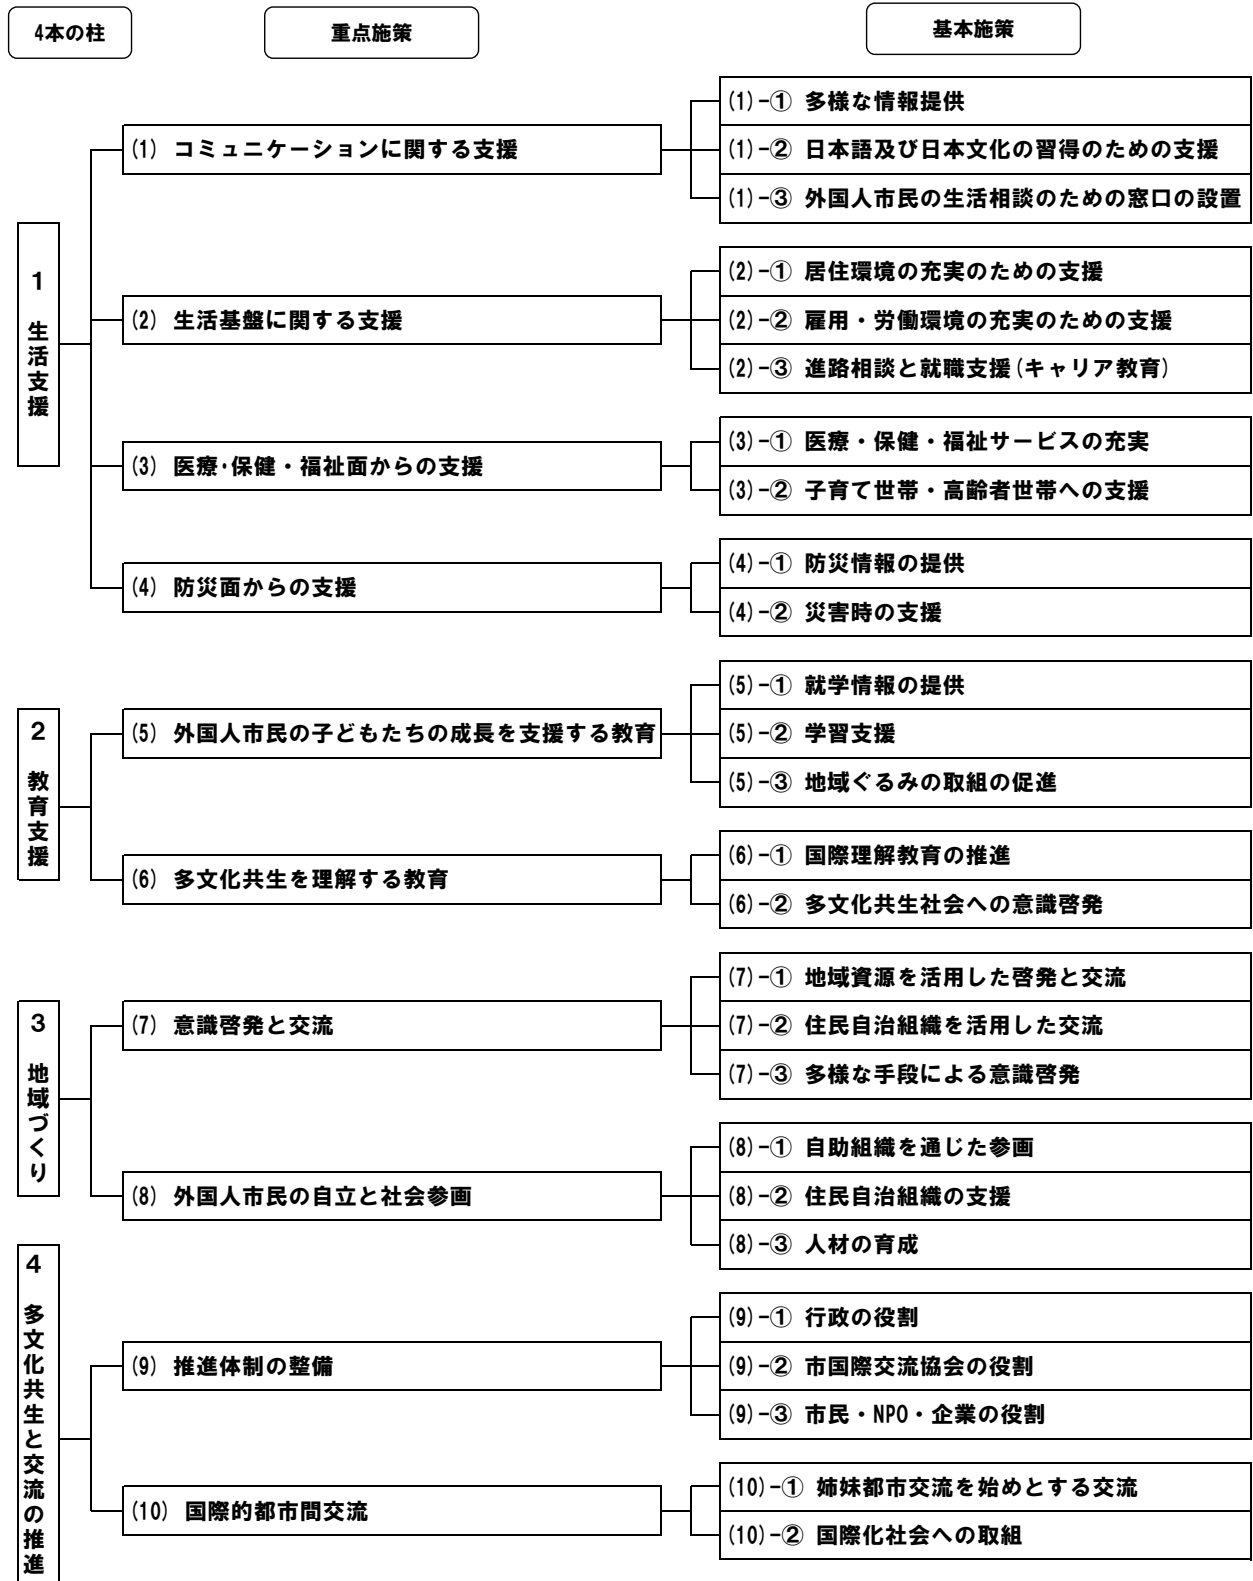 4本の柱
重点施策
基本施策
1 生活支援
(1) コミュニケーションに関する支援
(1)-① 多様な情報提供
(1)-② 日本語及び日本文化の習得のための支援
(1)-③ 外国人市民の生活相談のための窓口の設置
(2) 生活基盤に関する支援
(2)-① 居住環境の充実のための支援
(2)-② 雇用・労働環境の充実のための支援
(2)-③ 進路相談と就職支援(キャリア教育)
(3) 医療・保健・福祉面からの支援
(3)-① 医療・保健・福祉サービスの充実
(3)-② 子育て世帯・高齢者世帯への支援
(4) 防災面からの支援
(4)-① 防災情報の提供
(4)-② 災害時の支援
2 教育支援
(5) 外国人市民の子どもたちの成長を支援する教育
(5)-① 就学情報の提供
(5)-② 学習支援
(5)-③ 地域ぐるみの取組の促進
(6) 多文化共生を理解する教育
(6)-① 国際理解教育の推進
(6)-② 多文化共生社会への意識啓発
3 地域づくり
(7) 意識啓発と交流
(7)-① 地域資源を活用した啓発と交流
(7)-② 住民自治組織を活用した交流
(7)-③ 多様な手段による意識啓発
(8) 外国人市民の自立と社会参画
(8)-① 自助組織を通じた参画
(8)-② 住民自治組織の支援
(8)-③ 人材の育成
4 多文化共生と交流の推進
(9) 推進体制の整備
(9)-① 行政の役割
(9)-② 市国際交流協会の役割
(9)-③ 市民・NPO・企業の役割
(10) 国際的都市間交流
(10)-① 姉妹都市交流を始めとする交流
(10)-② 国際化社会への取組